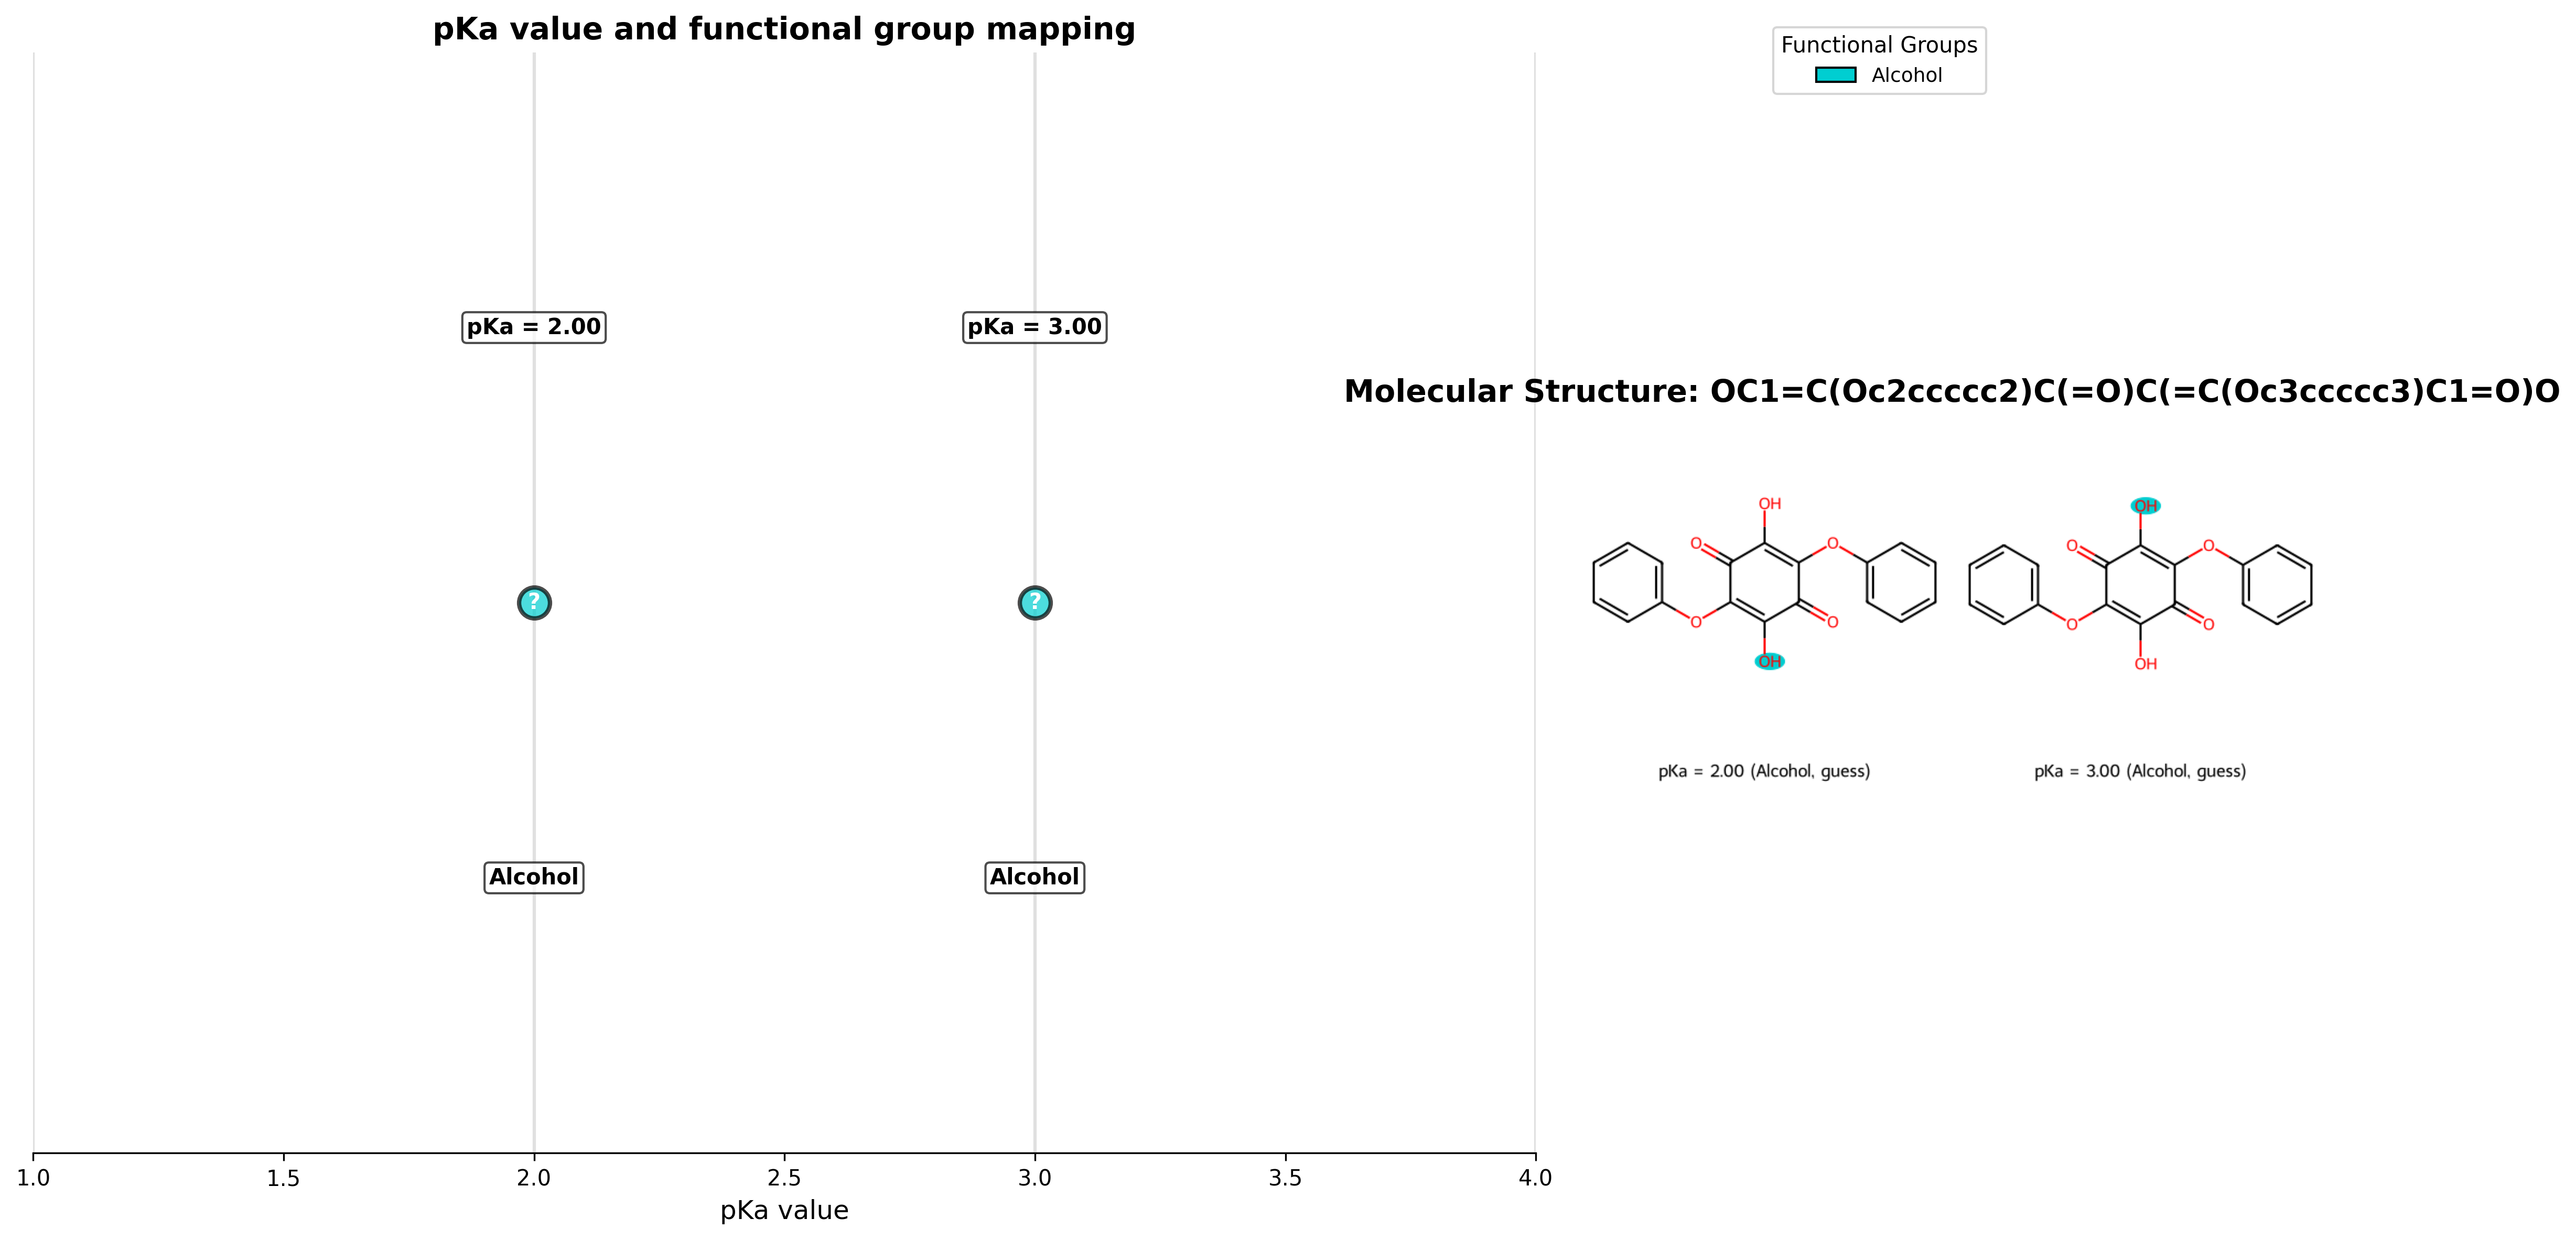 pKa value and functional group mapping
Functional Groups
Alcohol
pKa = 2.00
pKa = 3.00
Molecular Structure: OC1=C(Oc2ccccc2)C(=O)C(=C(Oc3ccccc3)C1=O)O
OH
O
O
O
O
OH
OH
O
O
O
O
OH
?
?
pKa = 2.00 (Alcohol, guess)
pKa = 3.00 (Alcohol, guess)
Alcohol
Alcohol
1.0
1.5
2.0
2.5
3.0
3.5
4.0
pKa value